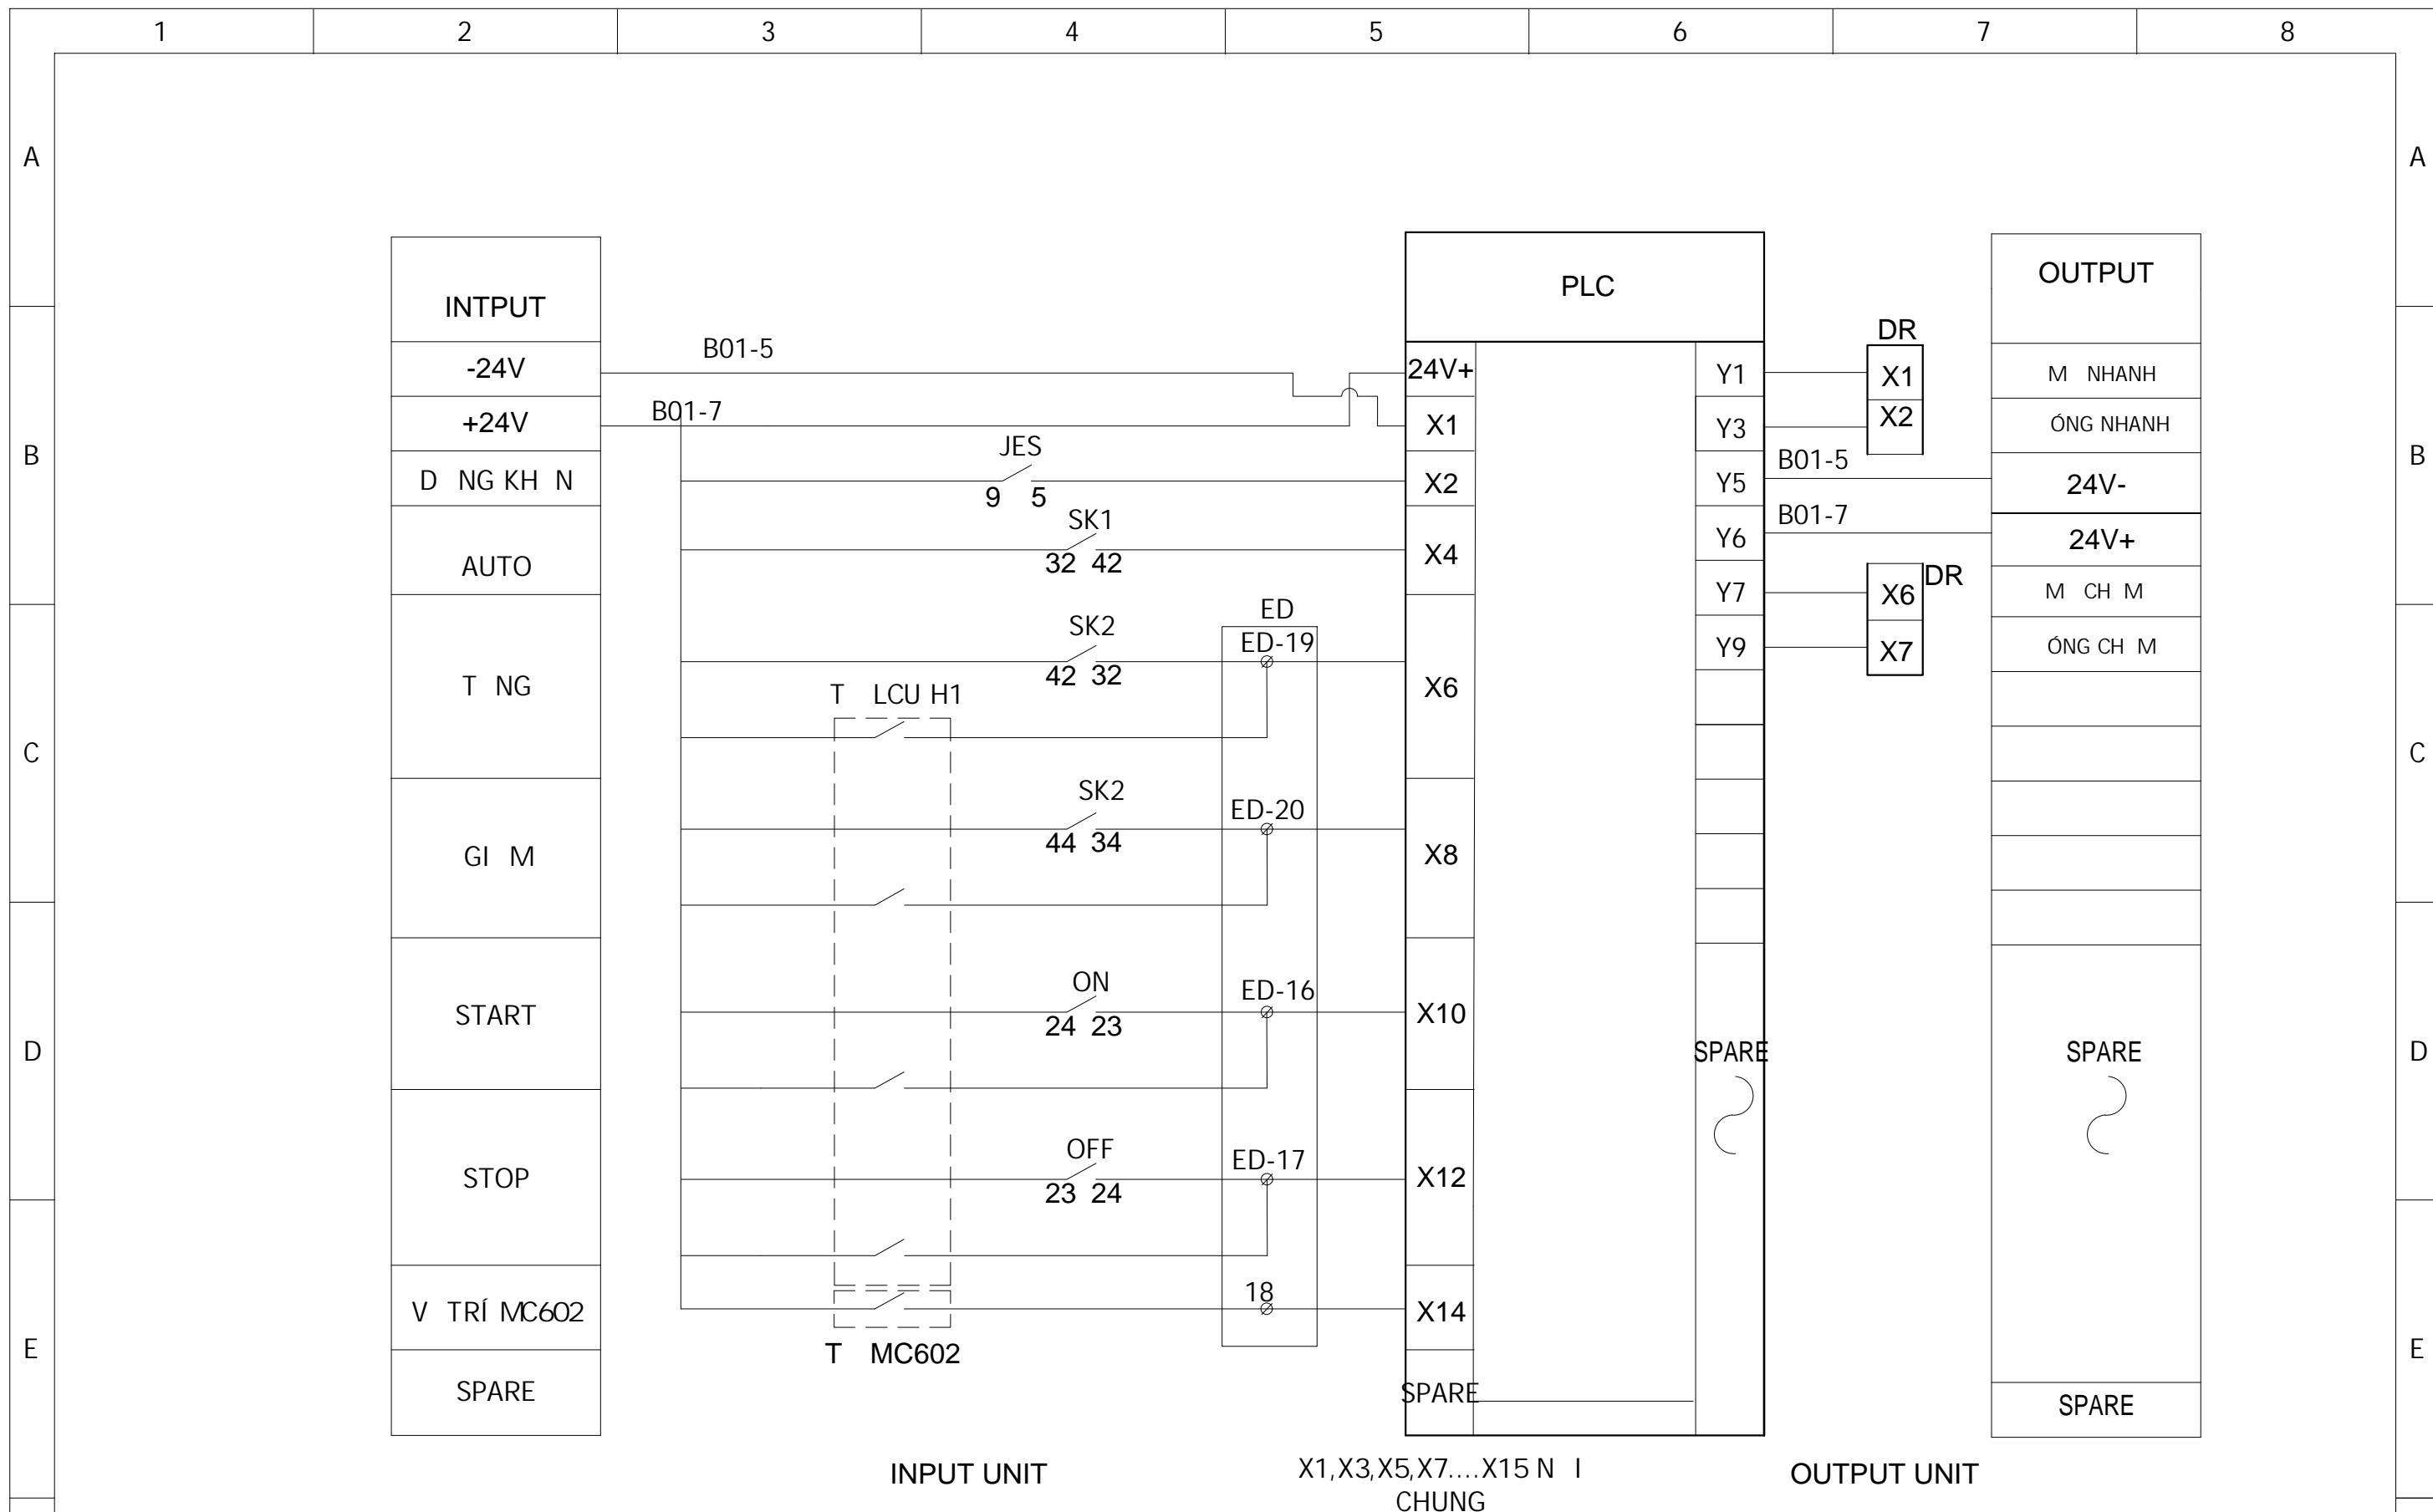 1 2 3 4 5 6 7 8
A A
B B
C C
D D
E E
INTPUT
-24V
+24V
D NG KH N
AUTO
T NG
GI M
START
STOP
V TRÍ MC602
SPARE
B01-5
B01-7
JES
9 5
SK1
32 42
SK2
42 32
T LCU H1
SK2
44 34
ON
24 23
OFF
23 24
T MC602
ED
ED-19
ED-20
ED-16
ED-17
18
PLC
24V+
X1
X2
X4
X6
X8
X10
X12
X14
SPARE
Y1
Y3
Y5
Y6
Y7
Y9
SPARE
DR
X1
X2
B01-5
B01-7
DR
X6
X7
OUTPUT
M NHANH
ÓNG NHANH
24V-
24V+
M CH M
ÓNG CH M
SPARE
SPARE
INPUT UNIT
X1,X3,X5,X7....X15 N I
CHUNG
OUTPUT UNIT